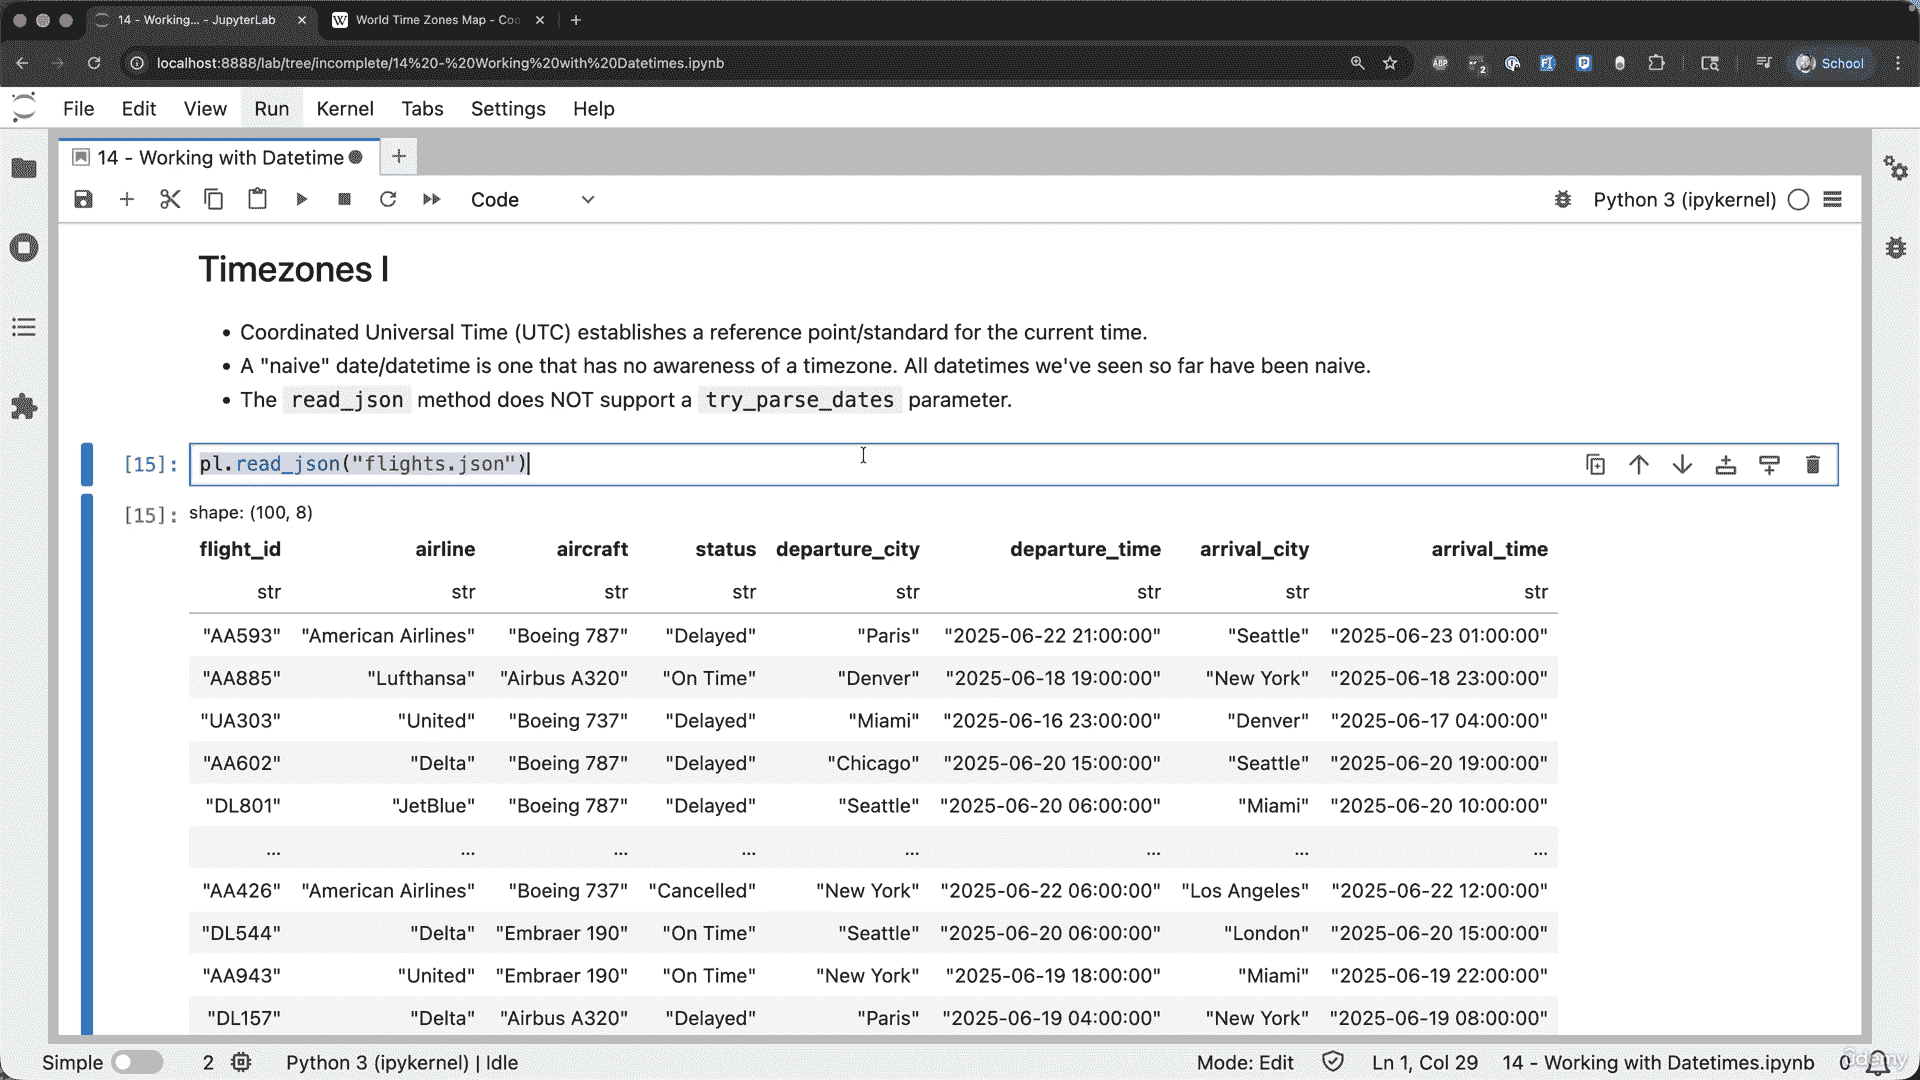 14 - Working... - JupyterLab
W World Time Zones Map - Coo
localhost:8888/lab/tree/incomplete/14%20-%20Working%20with%20Datetimes.ipynb
ABP 2 School
File Edit View Run Kernel Tabs Settings Help
14 - Working with Datetime
Code
Python 3 (ipykernel)
Timezones I
• Coordinated Universal Time (UTC) establishes a reference point/standard for the current time.
• A "naive" date/datetime is one that has no awareness of a timezone. All datetimes we've seen so far have been naive.
• The read_json method does NOT support a try_parse_dates parameter.
[15]: pl.read_json("flights.json")
[15]: shape: (100, 8)
flight_id airline aircraft status departure_city departure_time arrival_city arrival_time
str str str str str str str str
"AA593" "American Airlines" "Boeing 787" "Delayed" "Paris" "2025-06-22 21:00:00" "Seattle" "2025-06-23 01:00:00"
"AA885" "Lufthansa" "Airbus A320" "On Time" "Denver" "2025-06-18 19:00:00" "New York" "2025-06-18 23:00:00"
"UA303" "United" "Boeing 737" "Delayed" "Miami" "2025-06-16 23:00:00" "Denver" "2025-06-17 04:00:00"
"AA602" "Delta" "Boeing 787" "Delayed" "Chicago" "2025-06-20 15:00:00" "Seattle" "2025-06-20 19:00:00"
"DL801" "JetBlue" "Boeing 787" "Delayed" "Seattle" "2025-06-20 06:00:00" "Miami" "2025-06-20 10:00:00"
... ... ... ... ... ... ... ...
"AA426" "American Airlines" "Boeing 737" "Cancelled" "New York" "2025-06-22 06:00:00" "Los Angeles" "2025-06-22 12:00:00"
"DL544" "Delta" "Embraer 190" "On Time" "Seattle" "2025-06-20 06:00:00" "London" "2025-06-20 15:00:00"
"AA943" "United" "Embraer 190" "On Time" "New York" "2025-06-19 18:00:00" "Miami" "2025-06-19 22:00:00"
"DL157" "Delta" "Airbus A320" "Delayed" "Paris" "2025-06-19 04:00:00" "New York" "2025-06-19 08:00:00"
Simple 2 Python 3 (ipykernel) | Idle Mode: Edit Ln 1, Col 29 14 - Working with Datetimes.ipynb 0
udemy